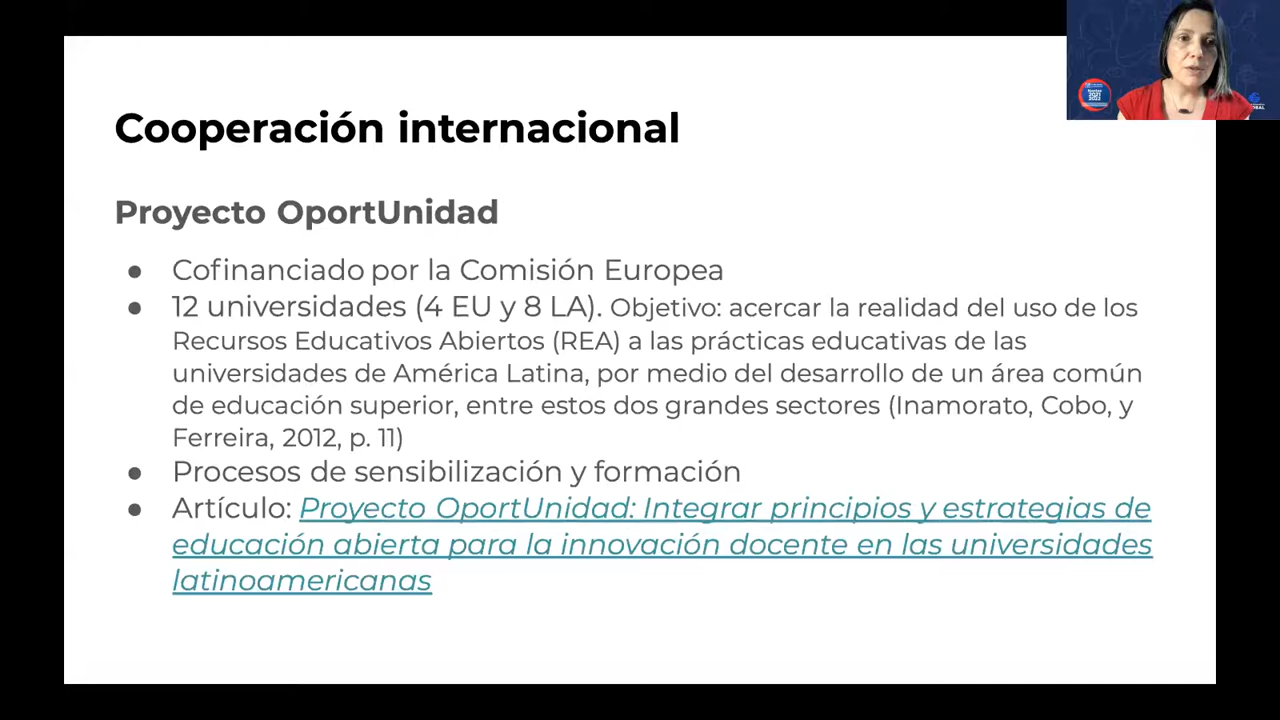 Cooperación internacional
Proyecto OportUnidad
● Cofinanciado por la Comisión Europea
● 12 universidades (4 EU y 8 LA). Objetivo: acercar la realidad del uso de los
Recursos Educativos Abiertos (REA) a las prácticas educativas de las
universidades de América Latina, por medio del desarrollo de un área común
de educación superior, entre estos dos grandes sectores (Inamorato, Cobo, y
Ferreira, 2012, p. 11)
● Procesos de sensibilización y formación
● Artículo: Proyecto OportUnidad: Integrar principios y estrategias de
educación abierta para la innovación docente en las universidades
latinoamericanas